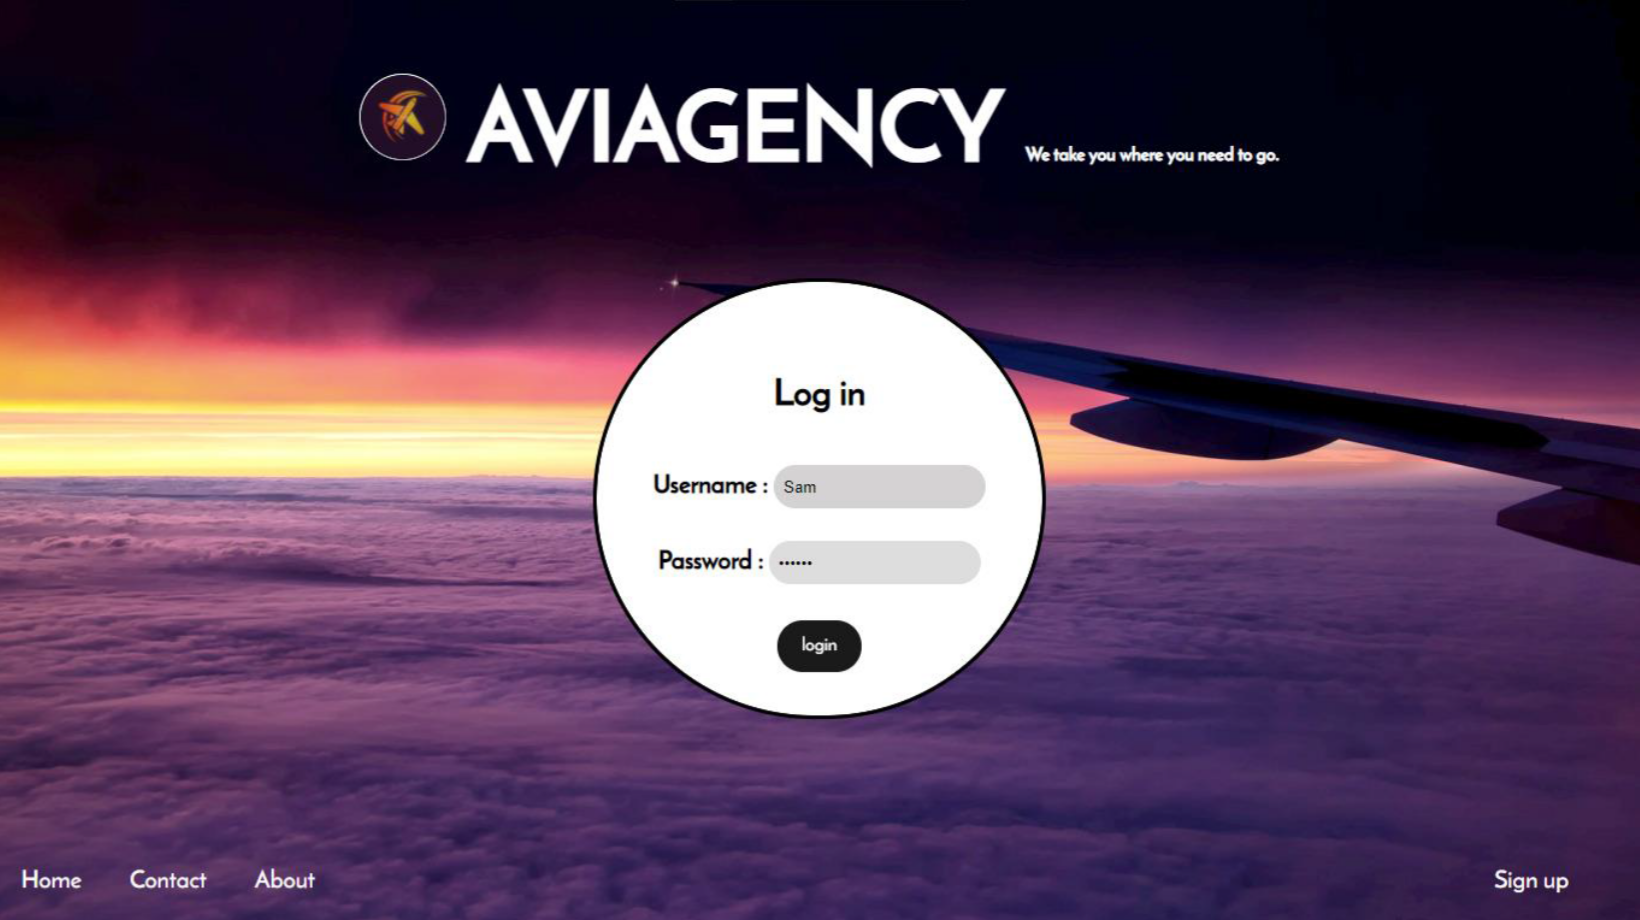 AVIAGENCY We take you where you need to go.
Log in
Username : Sam
Password : ••••••
login
Home Contact About Sign up